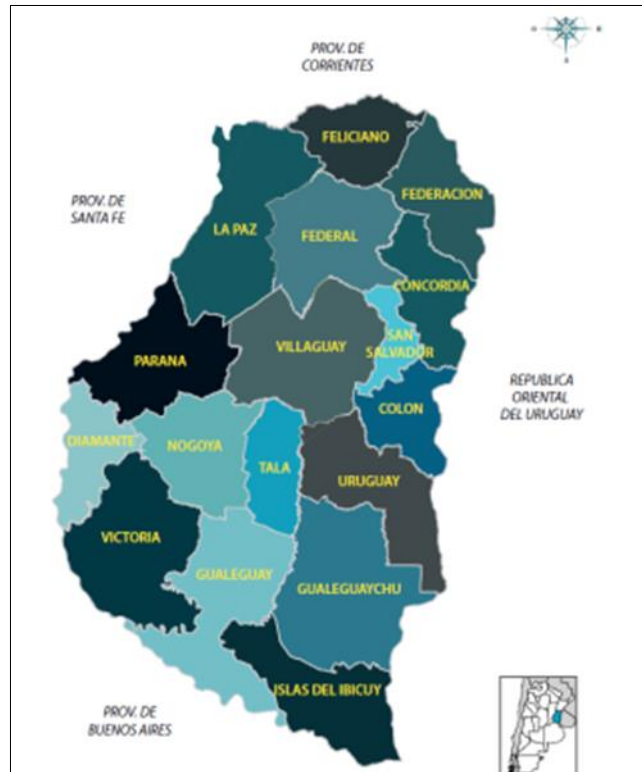 PROV. DE
CORRIENTES
FELICIANO
FEDERACION
PROV. DE
SANTA FE
LA PAZ
FEDERAL
CONCORDIA
SAN
SALVADOR
VILLAGUAY
PARANA
REPUBLICA
ORIENTAL
DEL URUGUAY
COLON
DIAMANTE
NOGOYA
TALA
URUGUAY
VICTORIA
GUALEGUAY
GUALEGUAYCHU
ISLAS DEL IBICUY
PROV. DE
BUENOS AIRES